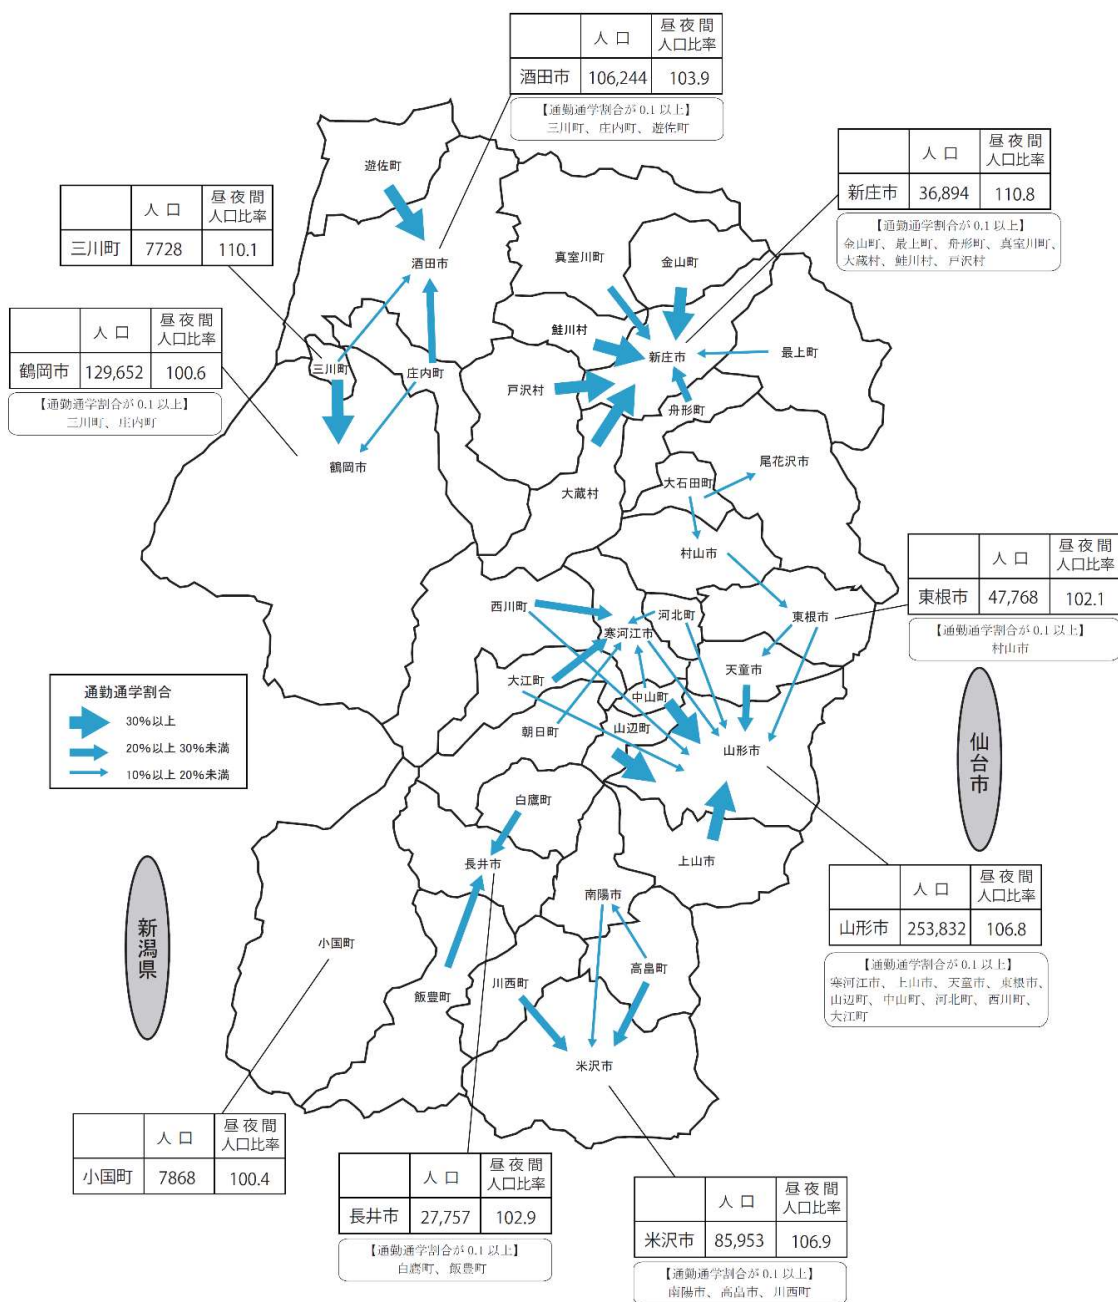 人 口
昼 夜 間
人口比率
酒田市
106,244
103.9
【通勤通学割合が 0.1 以上】
三川町、庄内町、遊佐町
人 口
昼 夜 間
人口比率
新庄市
36,894
110.8
【通勤通学割合が 0.1 以上】
金山町、最上町、舟形町、真室川町、
大蔵村、鮭川村、戸沢村
人 口
昼 夜 間
人口比率
三川町
7728
110.1
人 口
昼 夜 間
人口比率
鶴岡市
129,652
100.6
【通勤通学割合が 0.1 以上】
三川町、庄内町
遊佐町
酒田市
真室川町
金山町
鮭川村
新庄市
最上町
三川町
庄内町
戸沢村
舟形町
鶴岡市
大蔵村
大石田町
尾花沢市
村山市
人 口
昼 夜 間
人口比率
東根市
47,768
102.1
【通勤通学割合が 0.1 以上】
村山市
西川町
寒河江市
河北町
東根市
天童市
大江町
中山町
朝日町
山辺町
山形市
通勤通学割合
30%以上
20%以上 30%未満
10%以上 20%未満
仙台市
白鷹町
長井市
上山市
南陽市
新潟県
小国町
飯豊町
川西町
高畠町
米沢市
人 口
昼 夜 間
人口比率
山形市
253,832
106.8
【通勤通学割合が 0.1 以上】
寒河江市、上山市、天童市、東根市、
山辺町、中山町、河北町、西川町、
大江町
人 口
昼 夜 間
人口比率
小国町
7868
100.4
人 口
昼 夜 間
人口比率
長井市
27,757
102.9
【通勤通学割合が 0.1 以上】
白鷹町、飯豊町
人 口
昼 夜 間
人口比率
米沢市
85,953
106.9
【通勤通学割合が 0.1 以上】
南陽市、高畠市、川西町